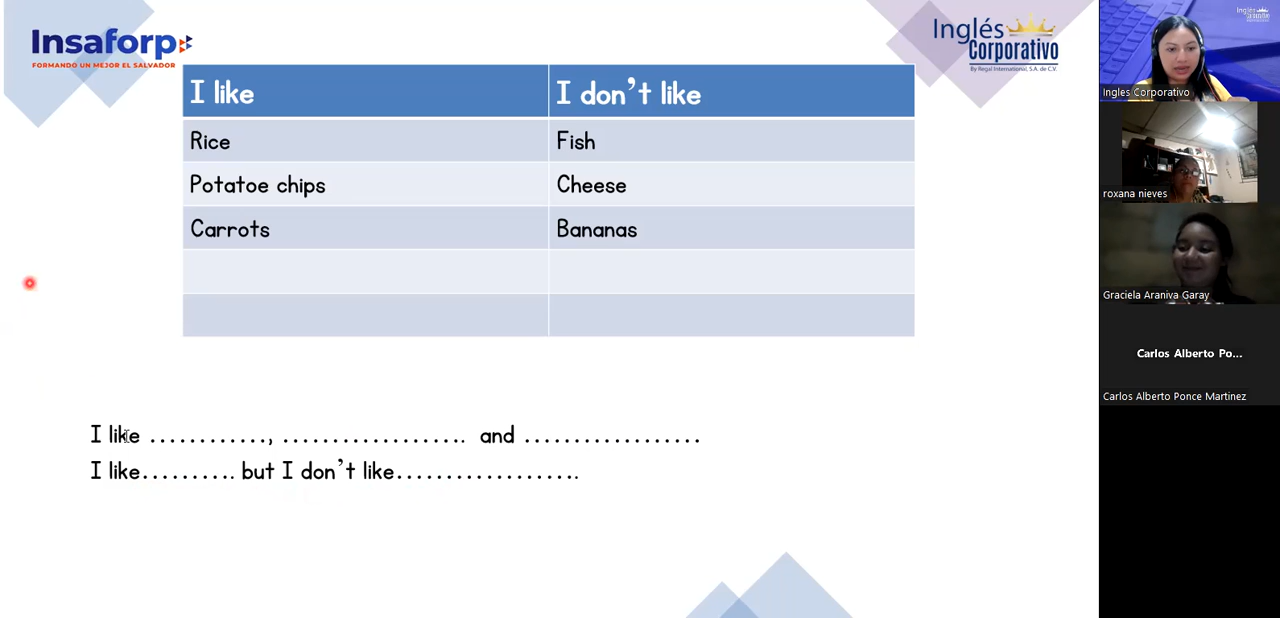 Insaforp
FORMANDO UN MEJOR EL SALVADOR
Inglés
Corporativo
By Regal International, S.A. de C.V.
I like
I don't like
Rice
Fish
Potatoe chips
Cheese
Carrots
Bananas
I like ............, ................... and ..................
I like.......... but I don't like...................
Ingles Corporativo
roxana nieves
Graciela Araniva Garay
Carlos Alberto Po...
Carlos Alberto Ponce Martinez